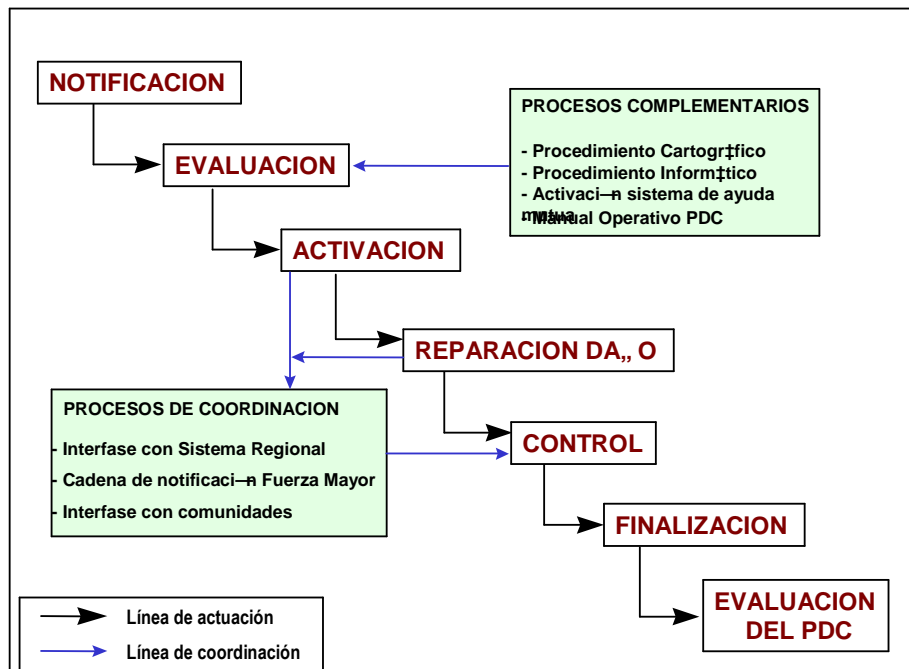 NOTIFICACION
PROCESOS COMPLEMENTARIOS
- Procedimiento Cartogr‡fico
- Procedimiento Inform‡tico
- Activaci—n sistema de ayuda
mutua
- Manual Operativo PDC
EVALUACION
ACTIVACION
REPARACION DA„ O
PROCESOS DE COORDINACION
- Interfase con Sistema Regional
- Cadena de notificaci—n Fuerza Mayor
- Interfase con comunidades
CONTROL
FINALIZACION
EVALUACION
DEL PDC
Línea de actuación
Línea de coordinación